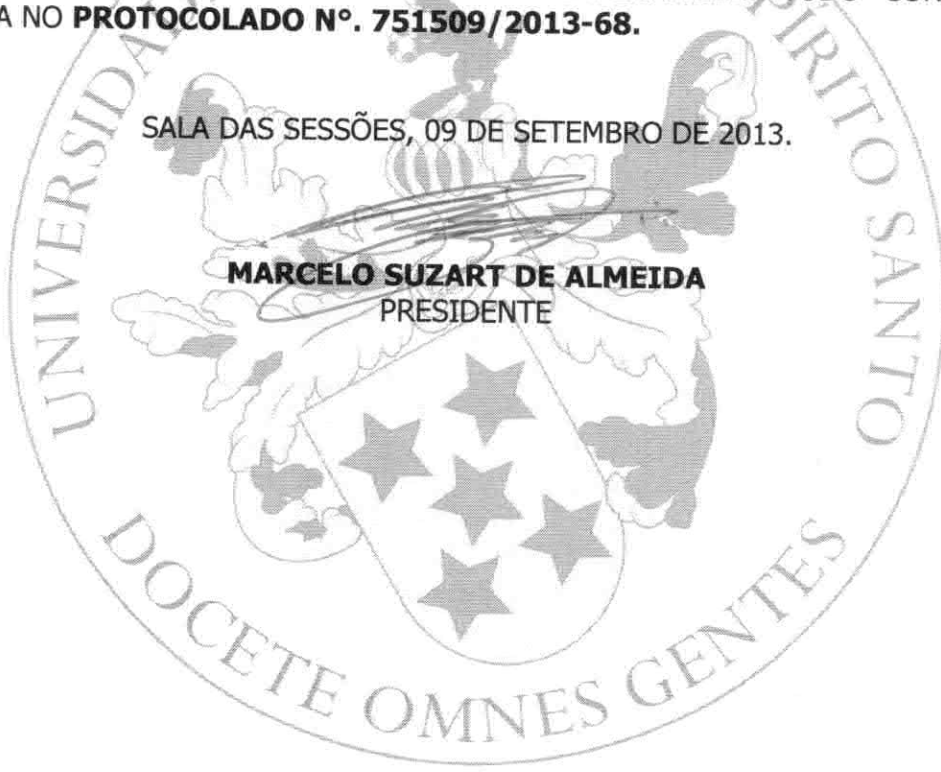 A NO PROTOCOLADO Nº. 751509/2013-68.
SALA DAS SESSÕES, 09 DE SETEMBRO DE 2013.
MARCELO SUZART DE ALMEIDA
PRESIDENTE
DOCETE OMNES GENTES
SANTO